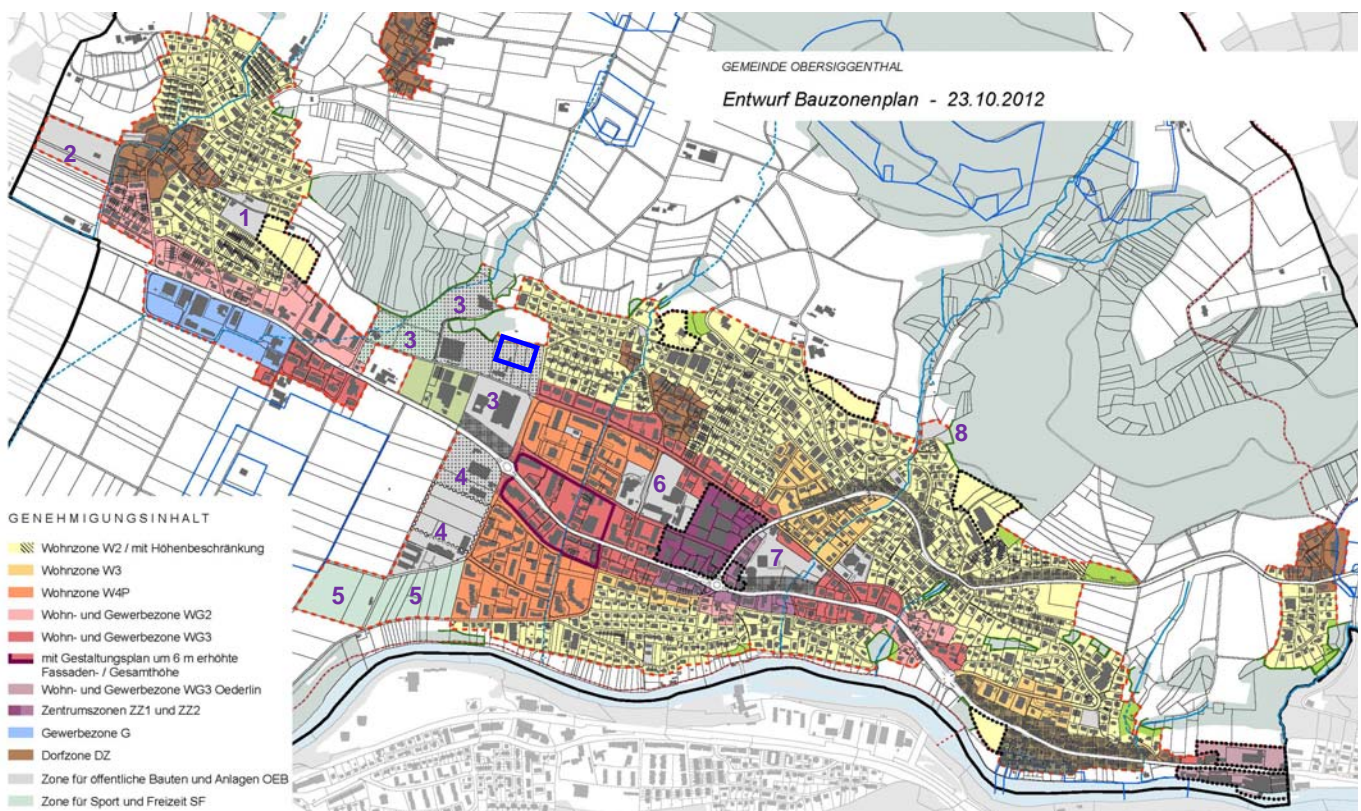 GEMEINDE OBERSIGGENTHAL
Entwurf Bauzonenplan - 23.10.2012
2
1
3
3
3
8
4
6
4
7
5
5
GENEHMIGUNGSINHALT
Wohnzone W2 / mit Höhenbeschränkung
Wohnzone W3
Wohnzone W4P
Wohn- und Gewerbezone WG2
Wohn- und Gewerbezone WG3
mit Gestaltungsplan um 6 m erhöhte
Fassaden- / Gesamthöhe
Wohn- und Gewerbezone WG3 Oederlin
Zentrumszonen ZZ1 und ZZ2
Gewerbezone G
Dorfzone DZ
Zone für öffentliche Bauten und Anlagen OEB
Zone für Sport und Freizeit SF